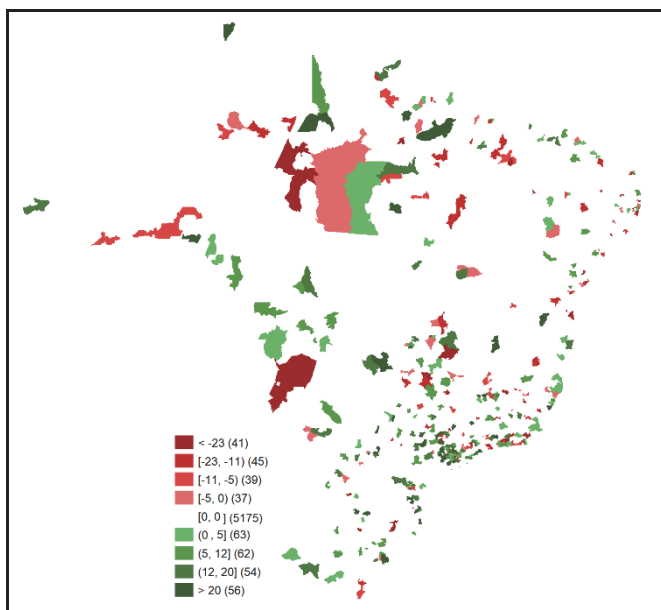 < -23 (41)
[-23, -11) (45)
[-11, -5) (39)
[-5, 0) (37)
[0, 0 ] (5175)
(0 , 5] (63)
(5, 12] (62)
(12, 20] (54)
> 20 (56)